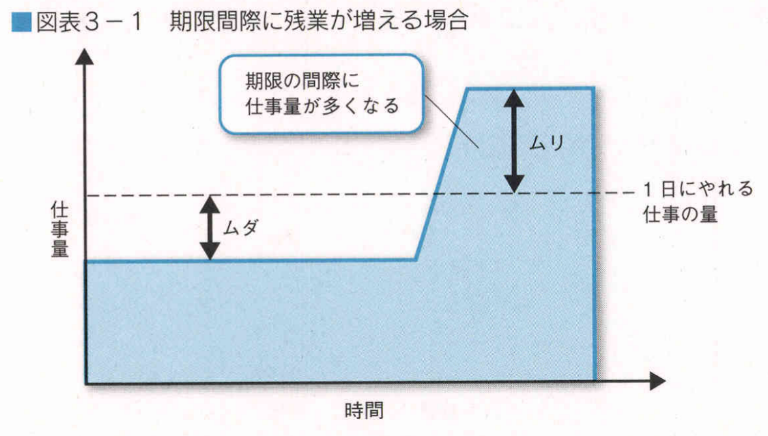 ■図表3－1　期限間際に残業が増える場合
期限の間際に
仕事量が多くなる
ムリ
1日にやれる
仕事の量
ムダ
仕事量
時間